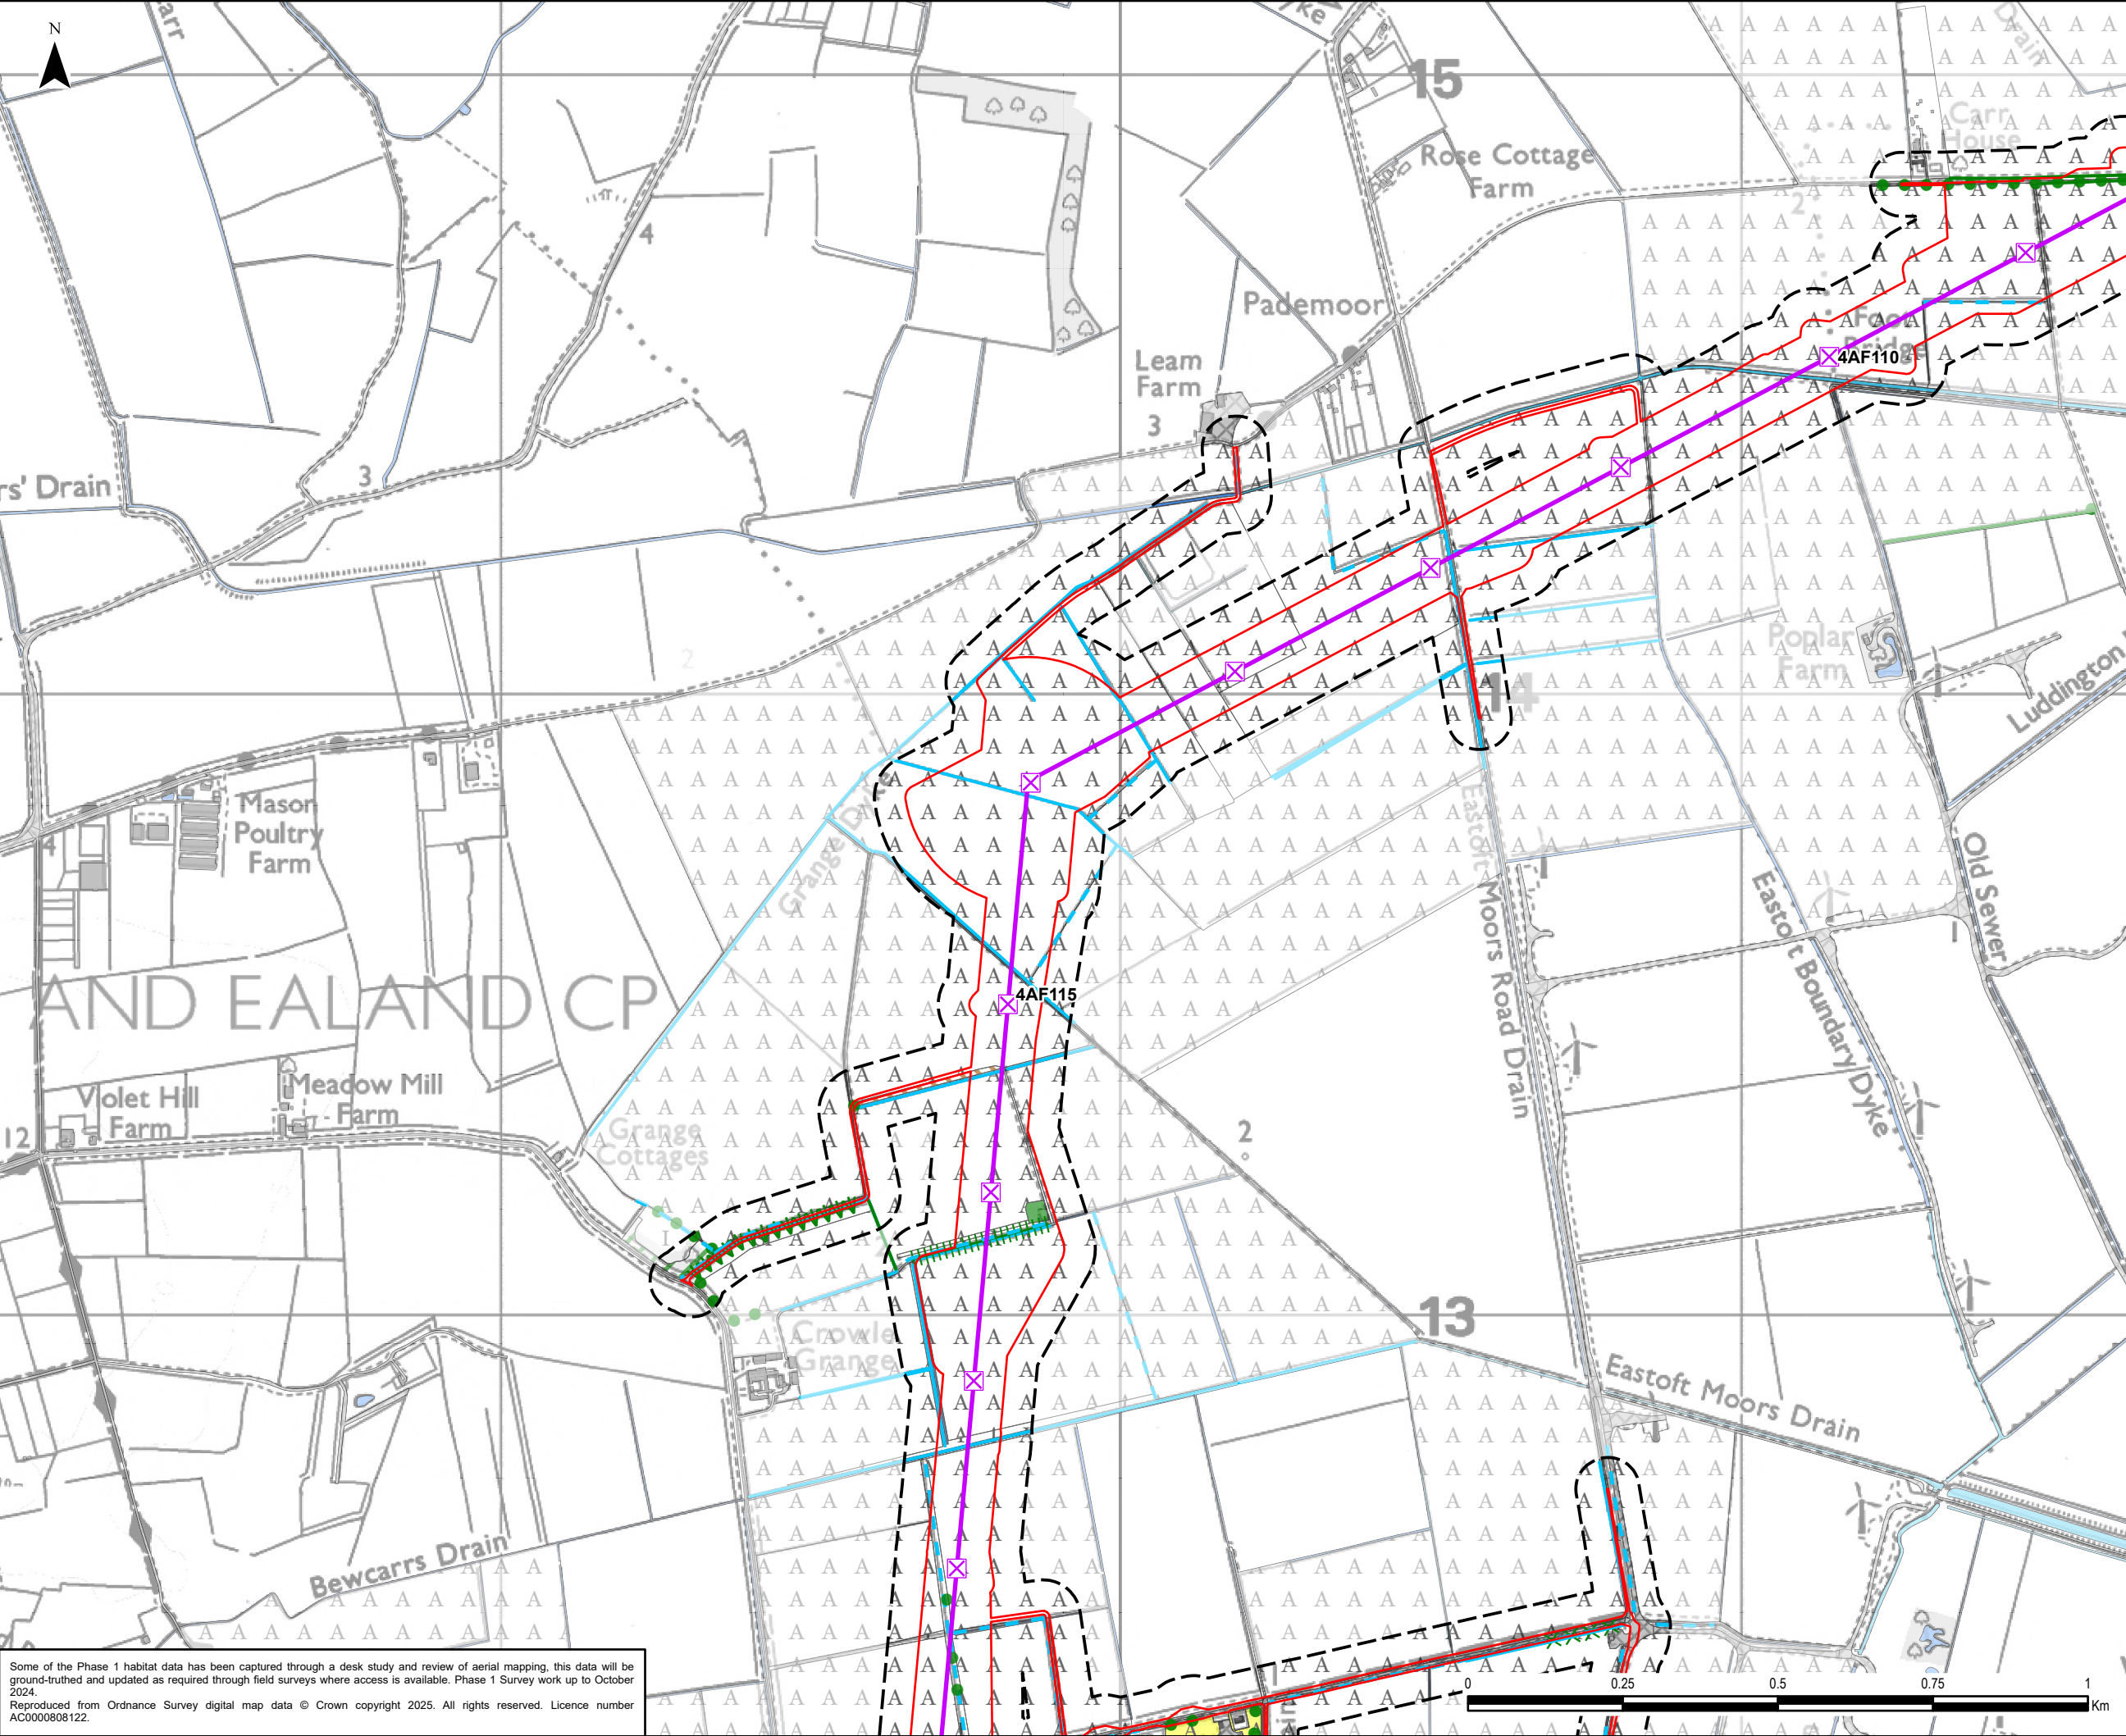 N
15
Carr
House
Drain
Rose Cottage
Farm
2
4
Pademoor
Foot
Bridge
4AF110
Leam
Farm
3
3
rs' Drain
2
Poplar
Farm
14
Luddington
Mason
Poultry
Farm
4
Grange Dyke
Eastoft Moors Road Drain
Old Sewer
Eastoft Boundary Dyke
AND EALAND CP
4AF115
Violet Hill
Farm
Meadow Mill
Farm
12
Grange
Cottages
2
13
Crowle
Grange
Eastoft Moors Drain
Bewcarrs Drain
Some of the Phase 1 habitat data has been captured through a desk study and review of aerial mapping, this data will be
ground-truthed and updated as required through field surveys where access is available. Phase 1 Survey work up to October
2024.
Reproduced from Ordnance Survey digital map data © Crown copyright 2025. All rights reserved. Licence number
AC0000808122.
0 0.25 0.5 0.75 1
Km